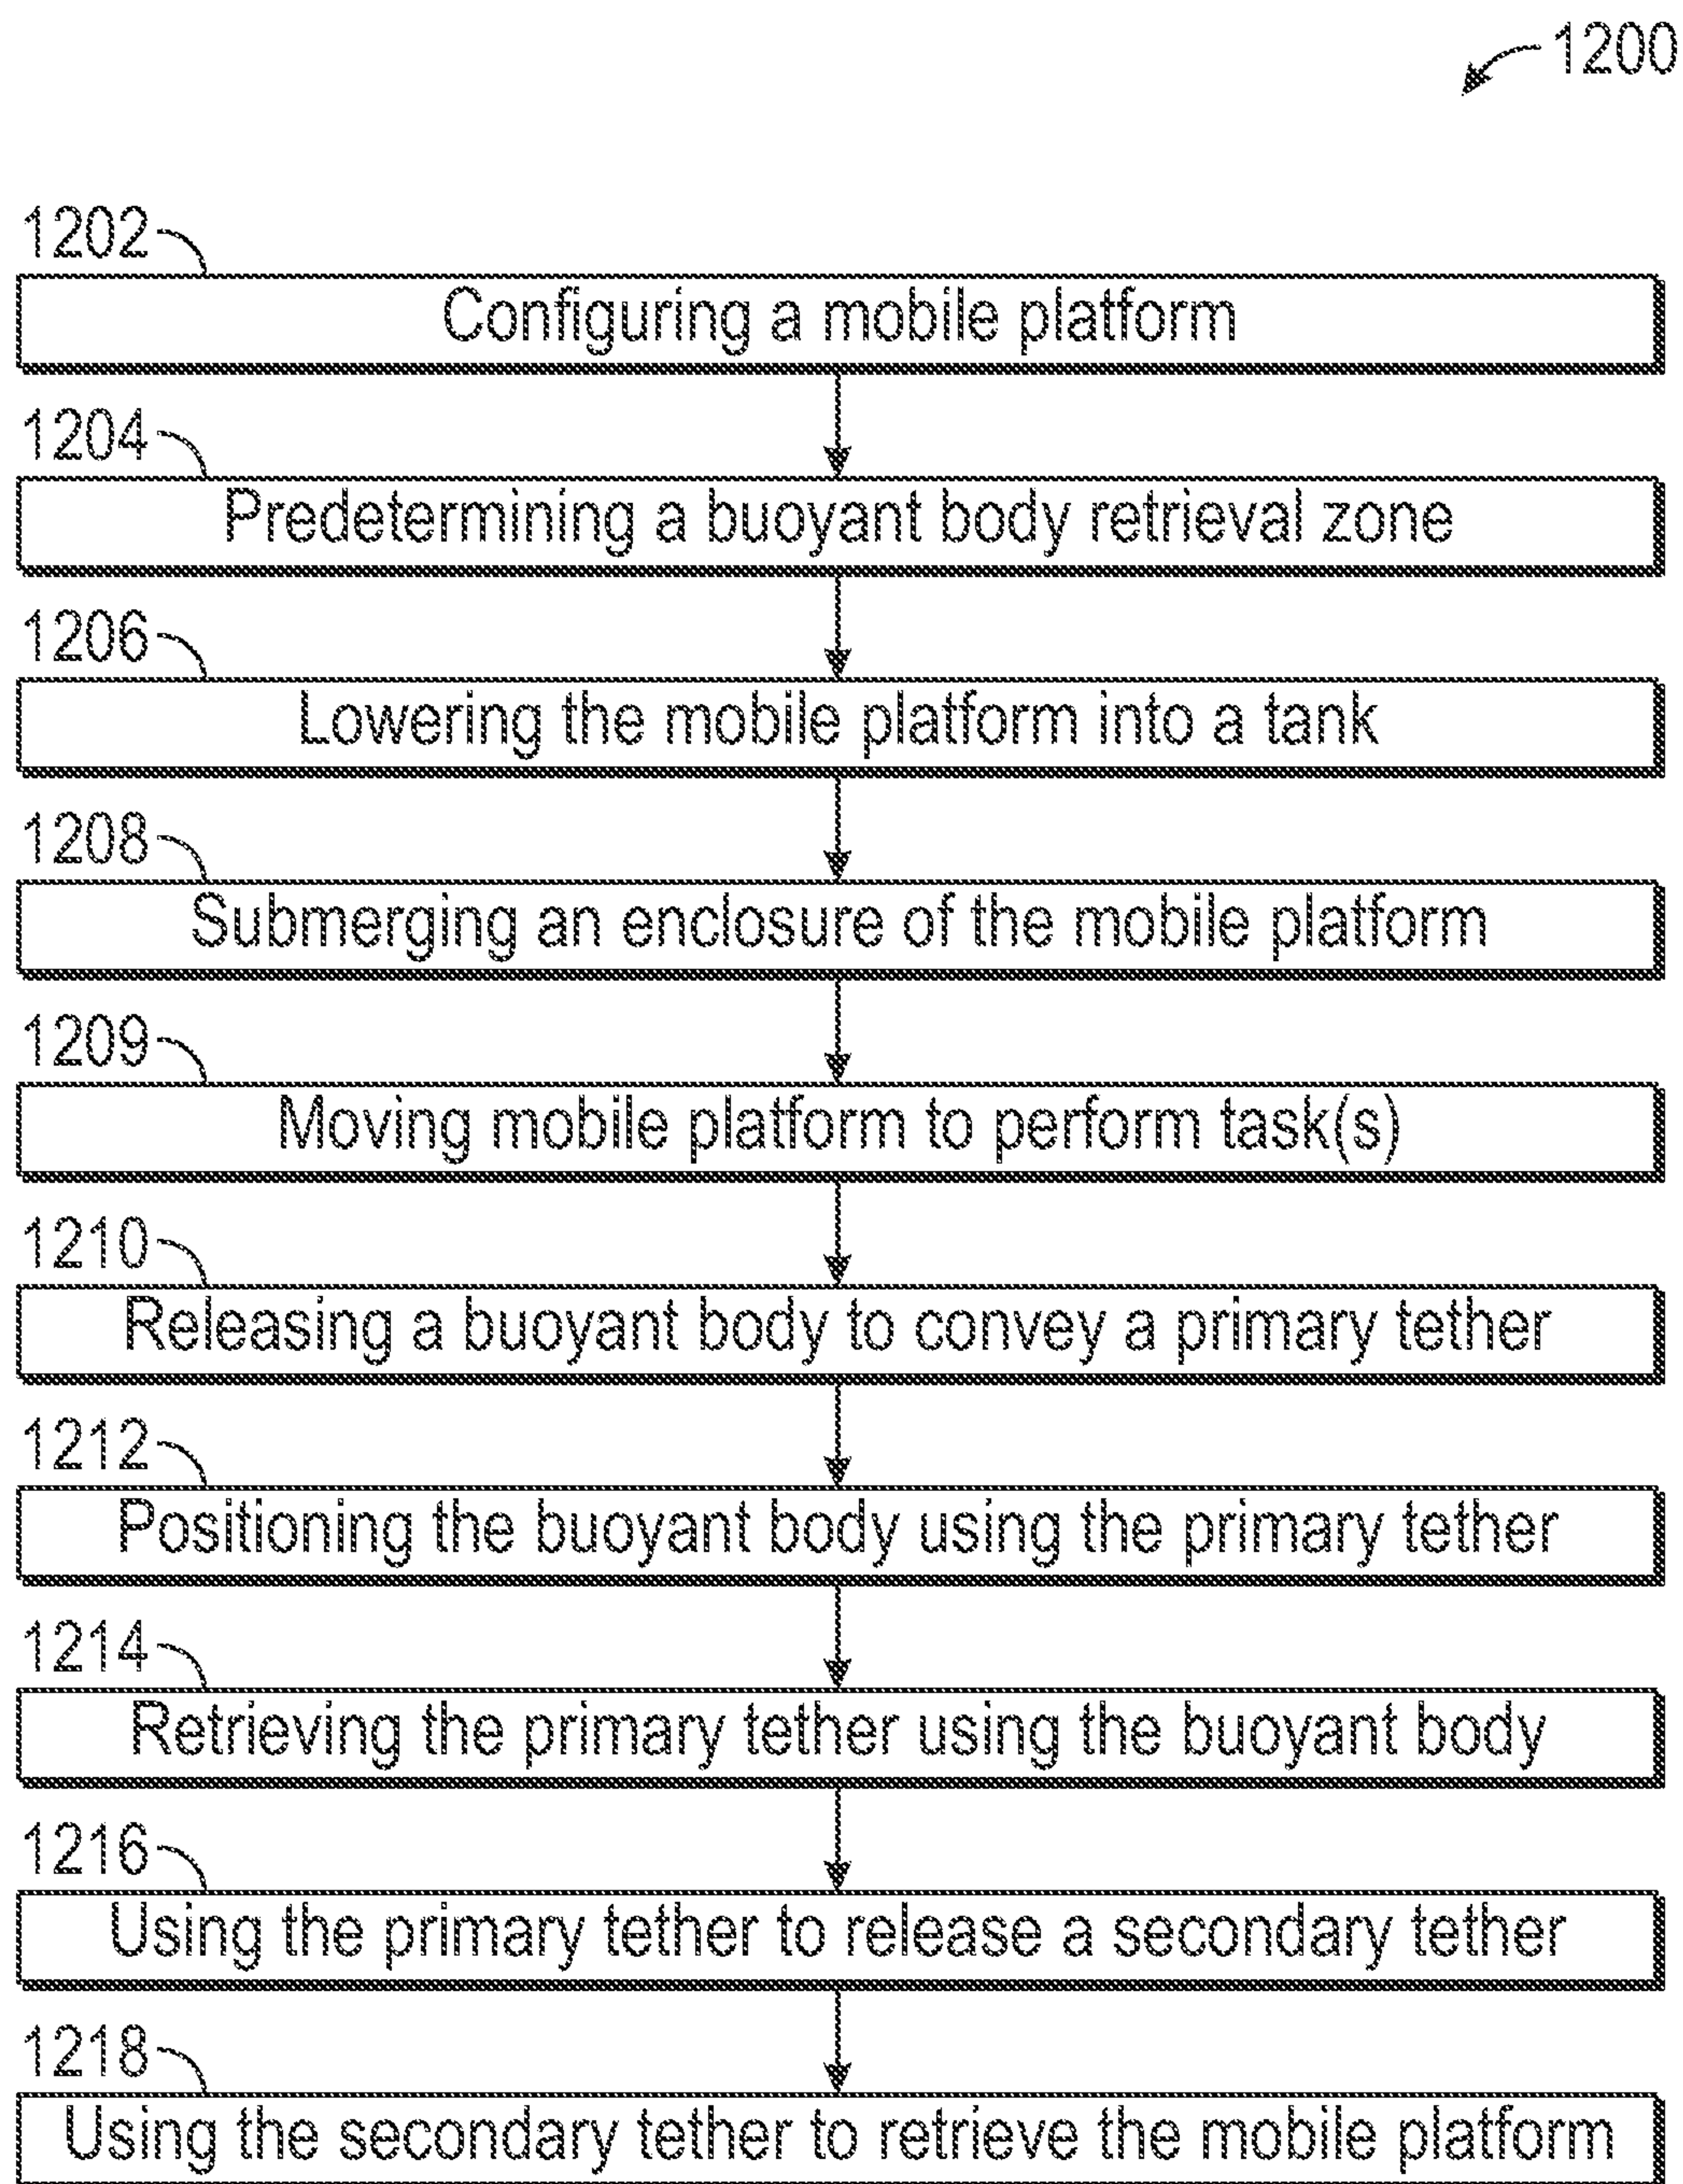 1200
1202
Configuring a mobile platform
1204
Predetermining a buoyant body retrieval zone
1206
Lowering the mobile platform into a tank
1208
Submerging an enclosure of the mobile platform
1209
Moving mobile platform to perform task(s)
1210
Releasing a buoyant body to convey a primary tether
1212
Positioning the buoyant body using the primary tether
1214
Retrieving the primary tether using the buoyant body
1216
Using the primary tether to release a secondary tether
1218
Using the secondary tether to retrieve the mobile platform